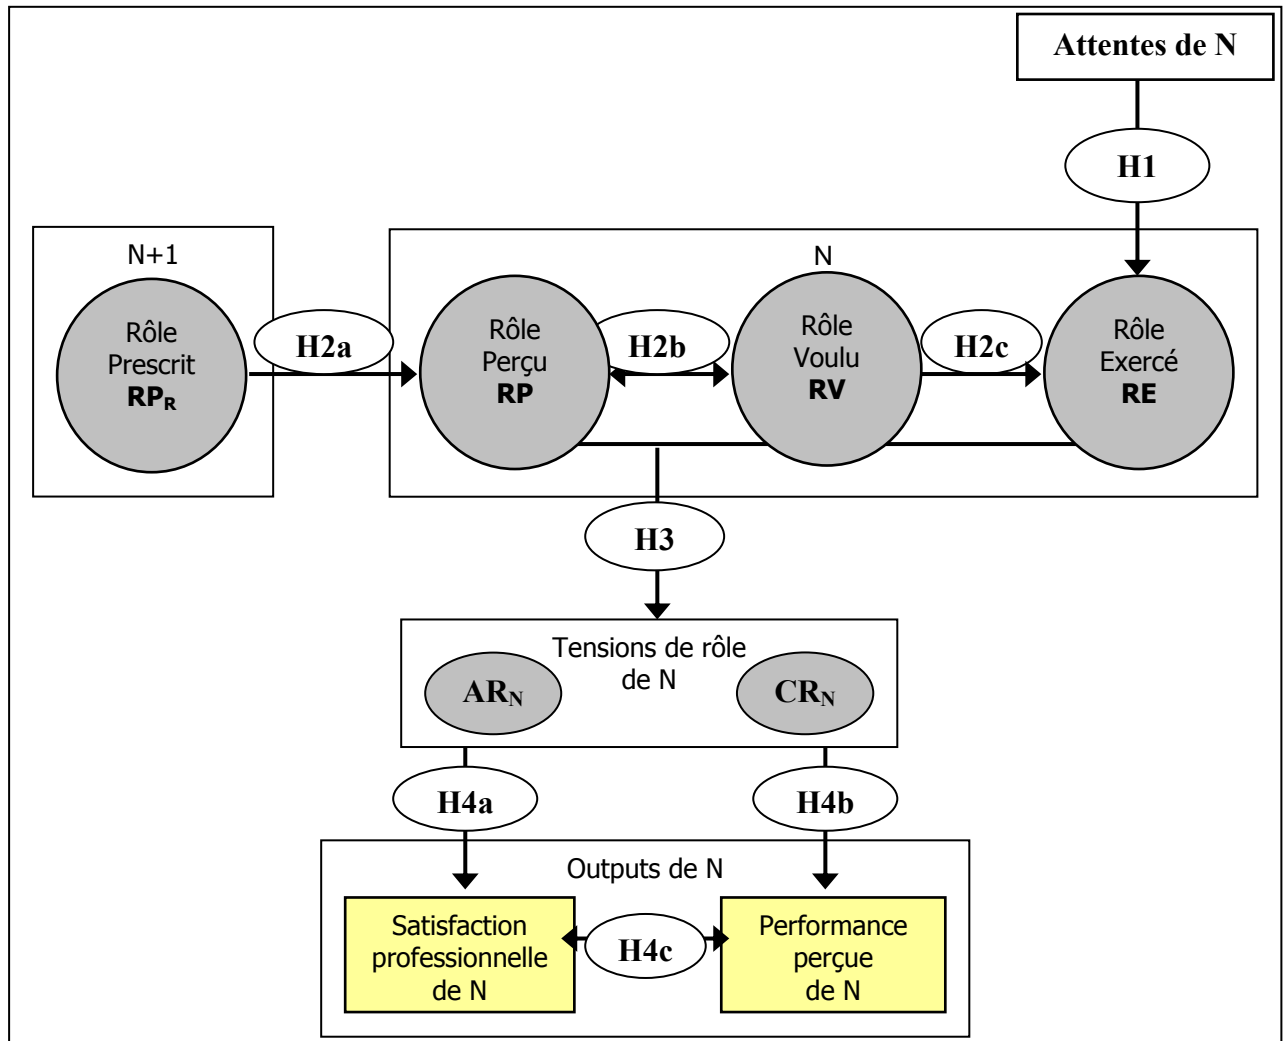 Attentes de N
H1
N+1
N
Rôle
Prescrit
RPR
H2a
Rôle
Perçu
RP
H2b
Rôle
Voulu
RV
H2c
Rôle
Exercé
RE
H3
Tensions de rôle
de N
ARN
CRN
H4a
H4b
Outputs de N
Satisfaction
professionnelle
de N
H4c
Performance
perçue
de N